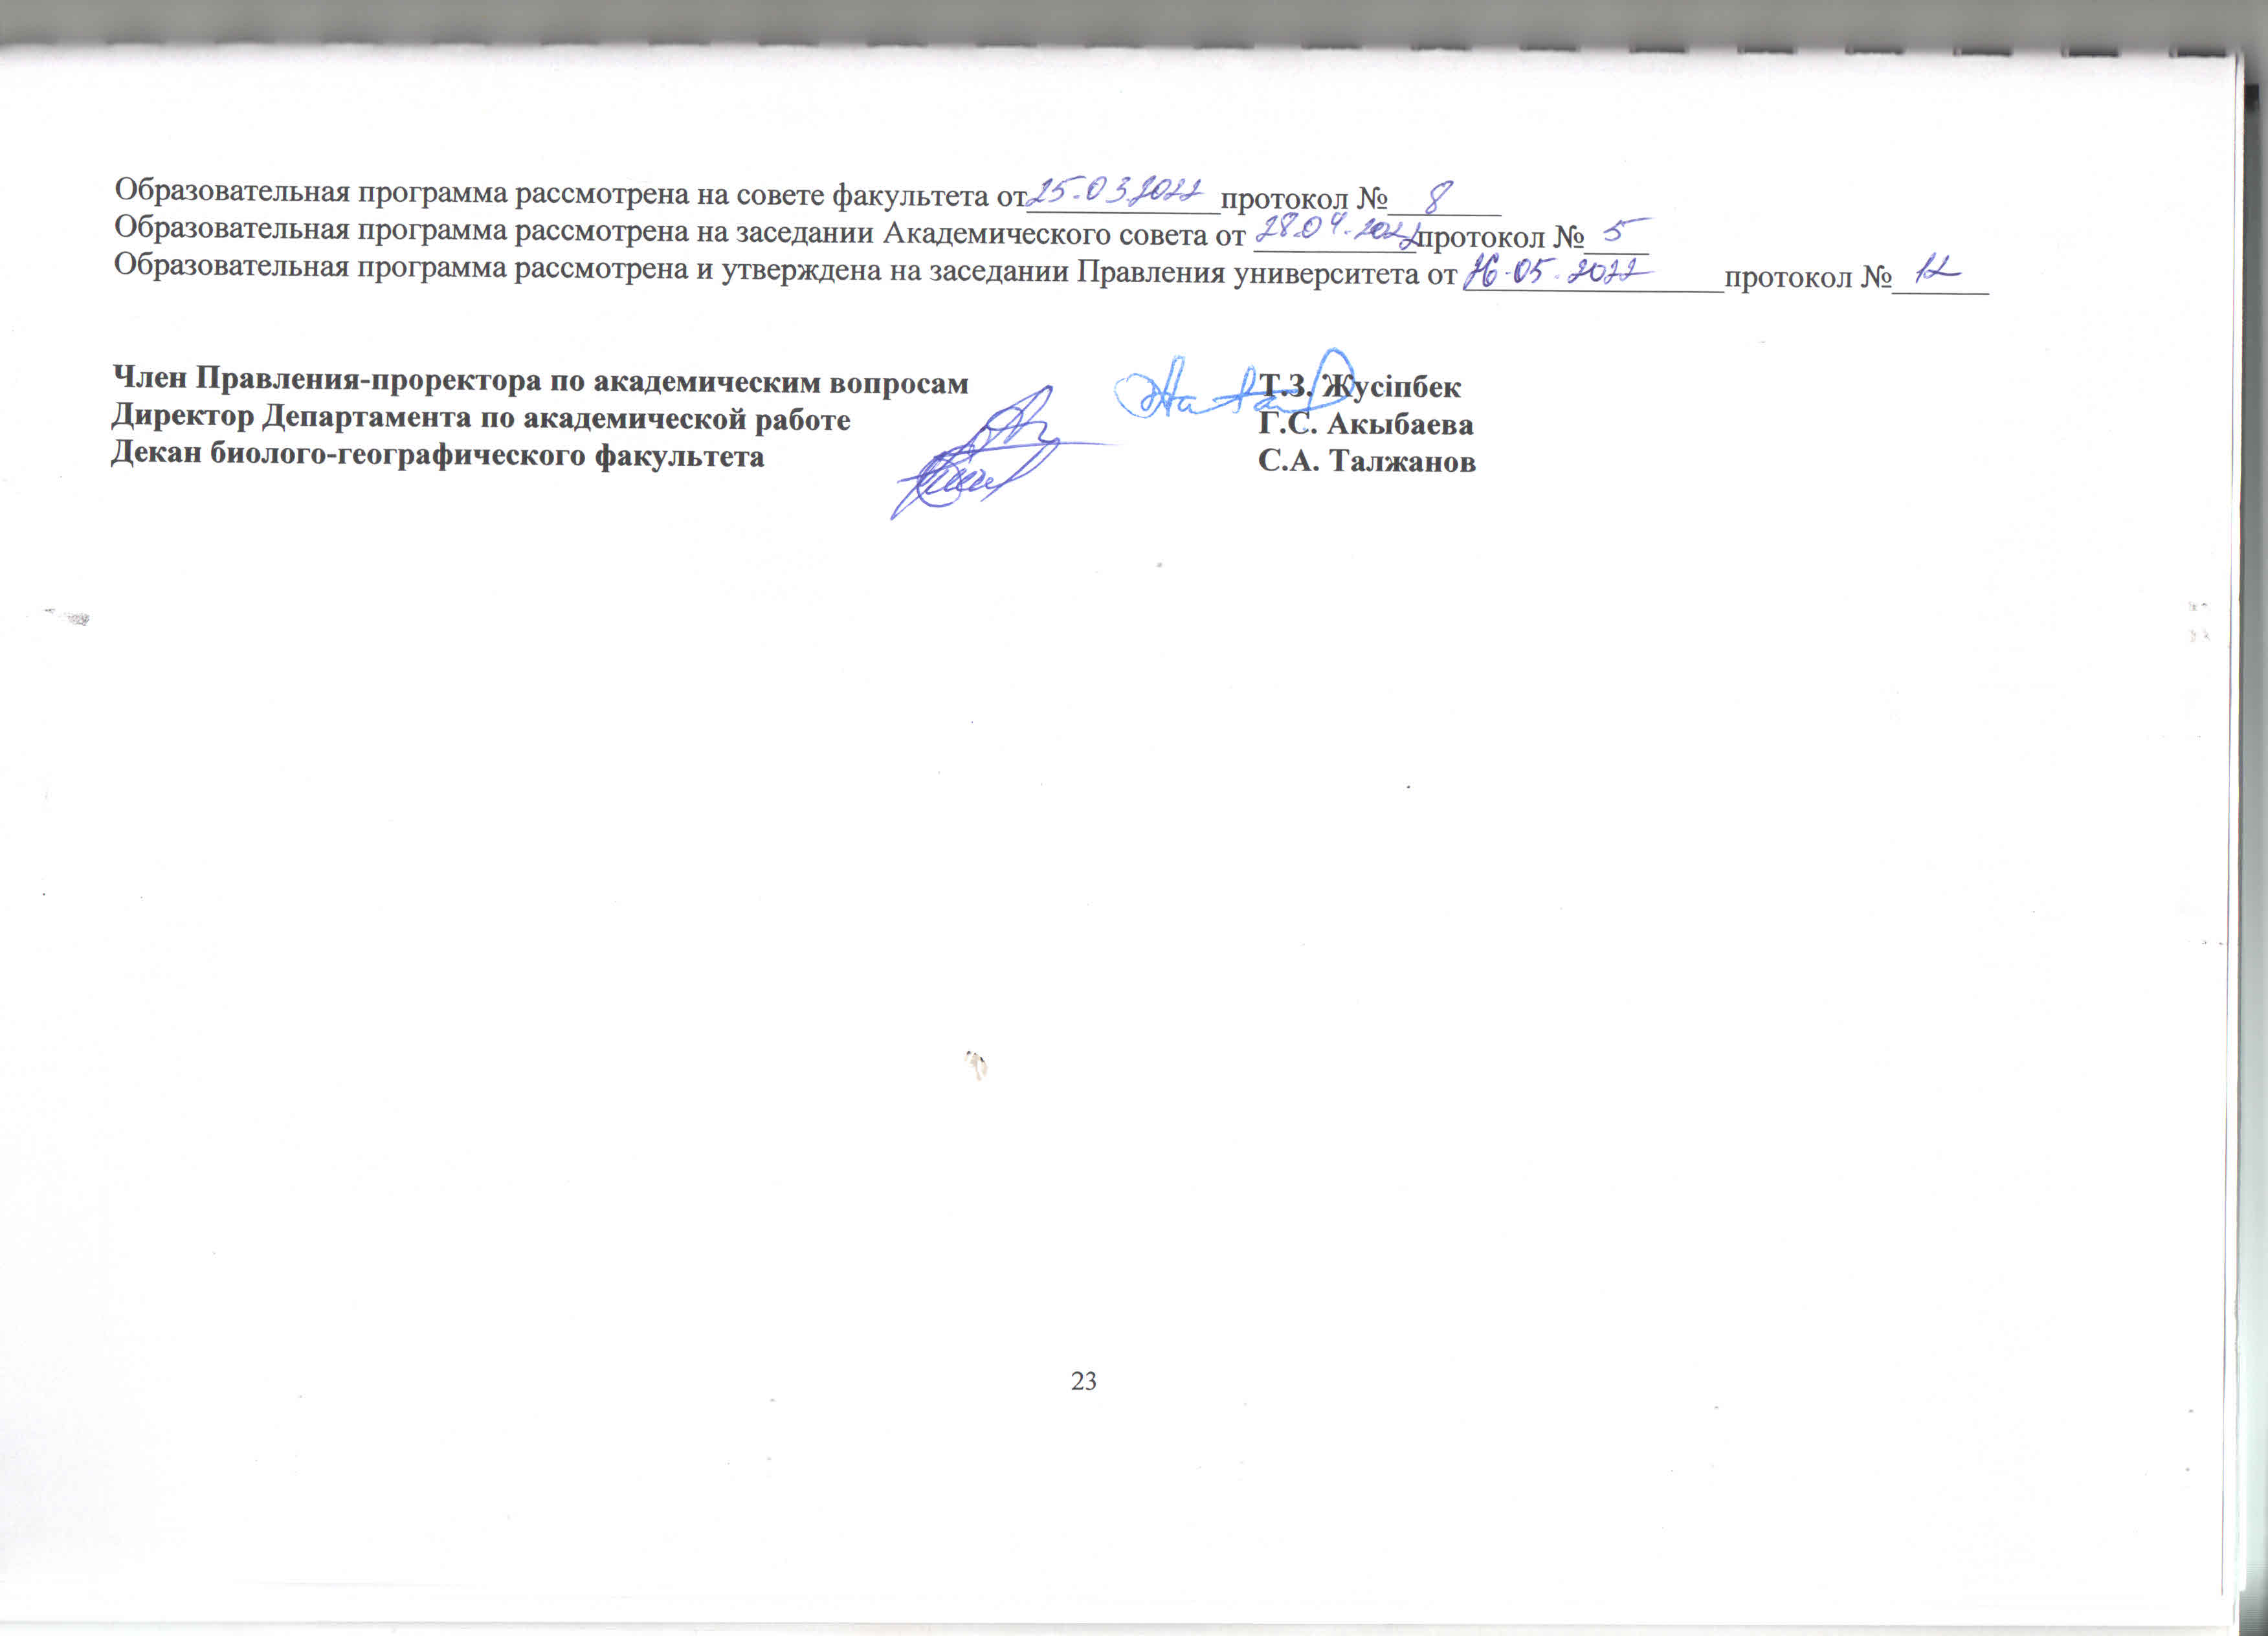 Образовательная программа рассмотрена на совете факультета от 25.03.2022 протокол № 8
Образовательная программа рассмотрена на заседании Академического совета от 28.04.2022 протокол № 5
Образовательная программа рассмотрена и утверждена на заседании Правления университета от 26.05.2022 протокол № 12
Член Правления-проректора по академическим вопросам Т.З. Жусіпбек
Директор Департамента по академической работе Г.С. Акыбаева
Декан биолого-географического факультета С.А. Талжанов
23